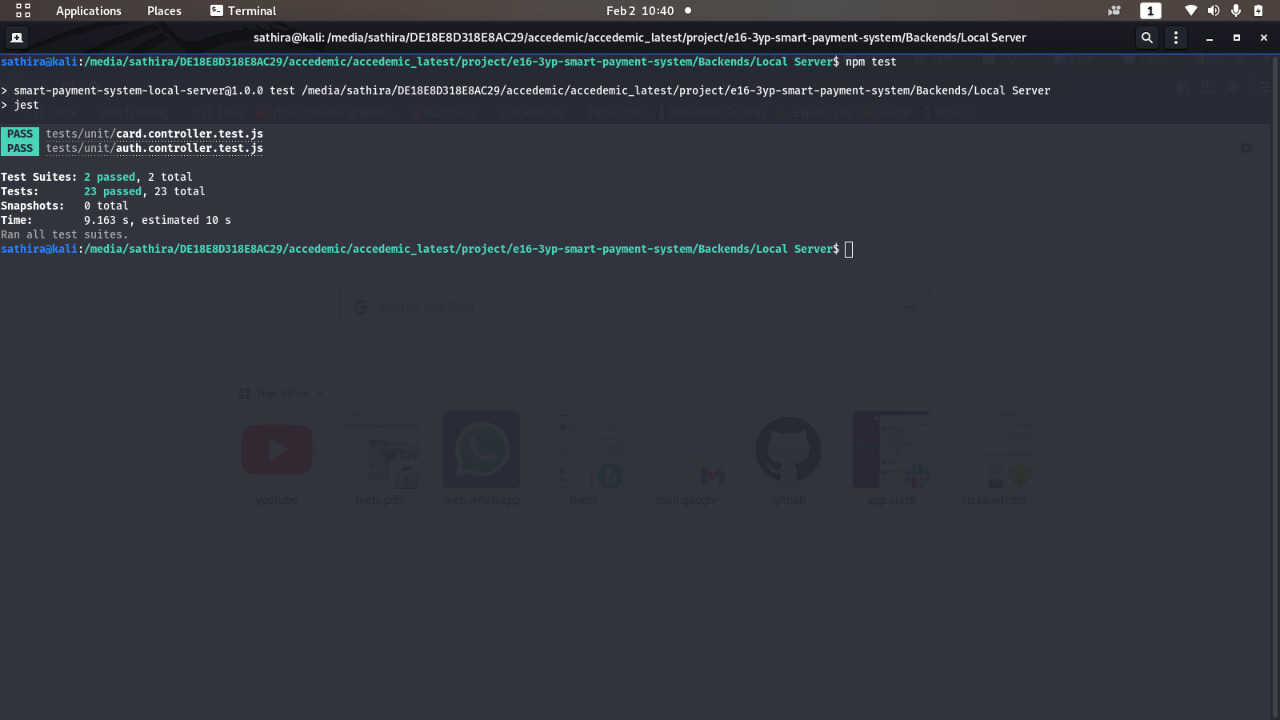 Applications Places Terminal Feb 2 10:40 1
sathira@kali: /media/sathira/DE18E8D318E8AC29/accedemic/accedemic_latest/project/e16-3yp-smart-payment-system/Backends/Local Server
sathira@kali:/media/sathira/DE18E8D318E8AC29/accedemic/accedemic_latest/project/e16-3yp-smart-payment-system/Backends/Local Server$ npm test
> smart-payment-system-local-server@1.0.0 test /media/sathira/DE18E8D318E8AC29/accedemic/accedemic_latest/project/e16-3yp-smart-payment-system/Backends/Local Server
> jest
PASS tests/unit/card.controller.test.js
PASS tests/unit/auth.controller.test.js
Test Suites: 2 passed, 2 total
Tests: 23 passed, 23 total
Snapshots: 0 total
Time: 9.163 s, estimated 10 s
Ran all test suites.
sathira@kali:/media/sathira/DE18E8D318E8AC29/accedemic/accedemic_latest/project/e16-3yp-smart-payment-system/Backends/Local Server$
Search the Web
Top Sites
youtube feels.pdn web.whatsapp fiverr mail.google github app.slack en.savefrom